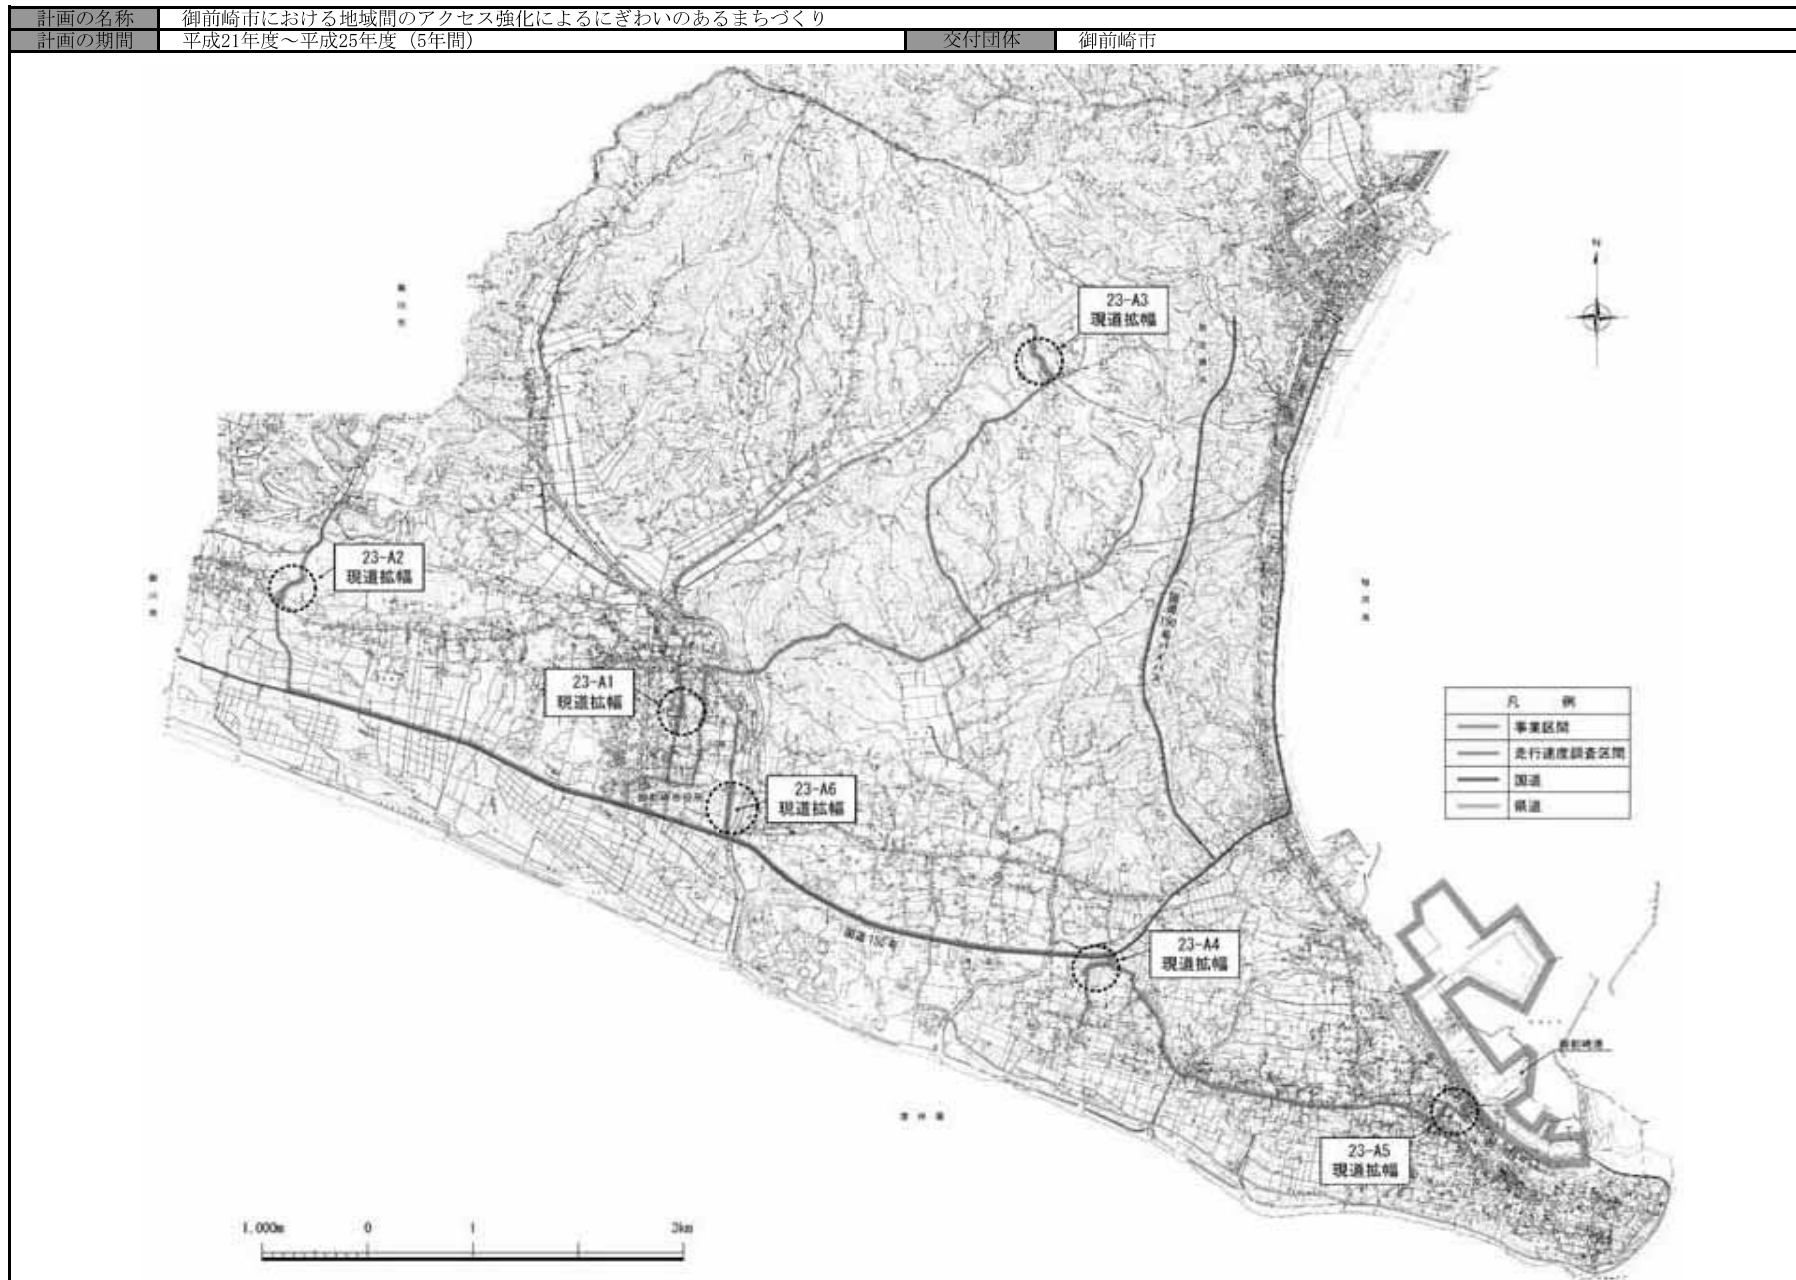 計画の名称 御前崎市における地域間のアクセス強化によるにぎわいのあるまちづくり
計画の期間 平成21年度～平成25年度（5年間） 交付団体 御前崎市
23-A3
現道拡幅
23-A2
現道拡幅
23-A1
現道拡幅
23-A6
現道拡幅
国道150号
23-A4
現道拡幅
23-A5
現道拡幅
御前崎港
凡 例
事業区間
走行速度調査区間
国道
県道
N
1,000m 0 1 3km